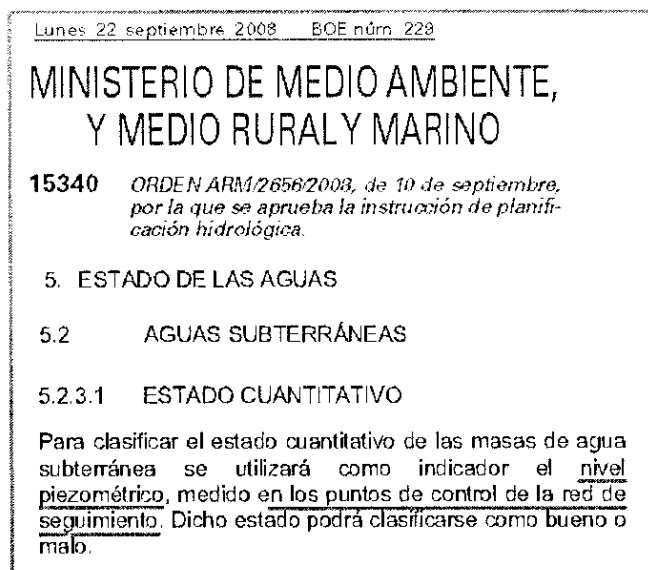 Lunes 22 septiembre 2008 BOE núm. 229
MINISTERIO DE MEDIO AMBIENTE,
Y MEDIO RURAL Y MARINO
15340 ORDEN ARM/2656/2008, de 10 de septiembre,
por la que se aprueba la instrucción de planifi-
cación hidrológica.
5. ESTADO DE LAS AGUAS
5.2 AGUAS SUBTERRÁNEAS
5.2.3.1 ESTADO CUANTITATIVO
Para clasificar el estado cuantitativo de las masas de agua
subterránea se utilizará como indicador el nivel
piezométrico, medido en los puntos de control de la red de
seguimiento. Dicho estado podrá clasificarse como bueno o
malo.